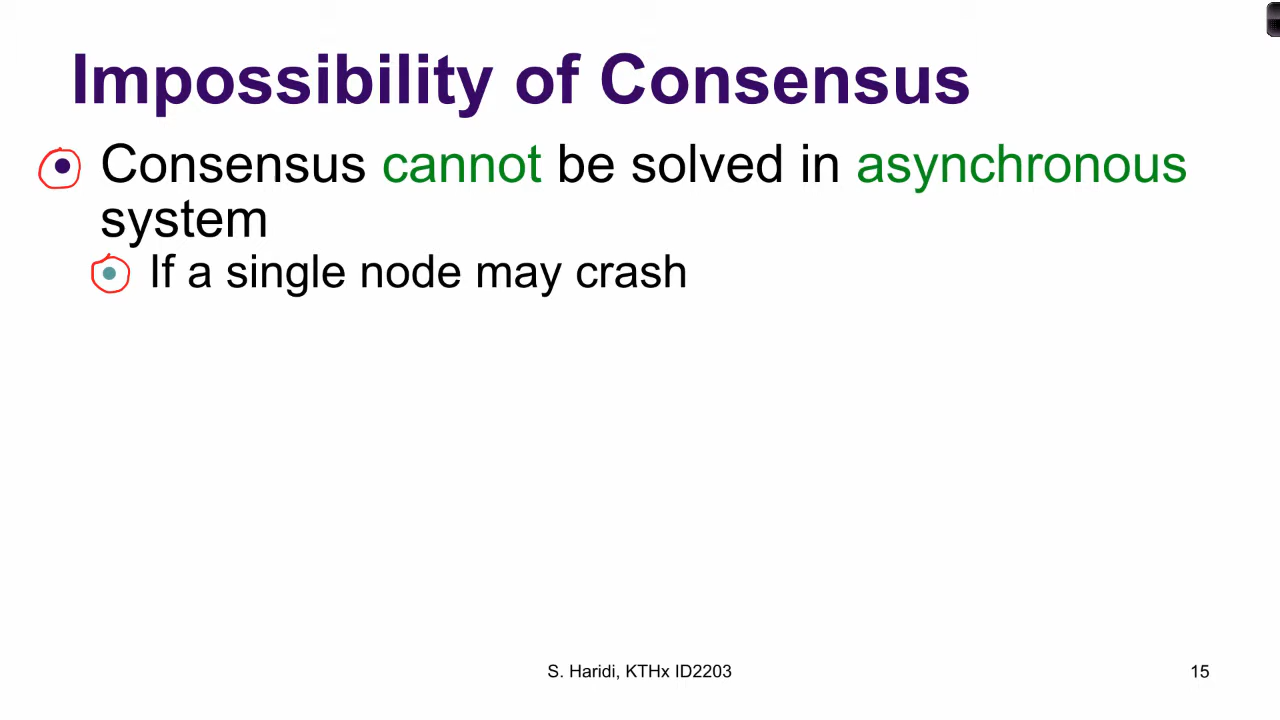 Impossibility of Consensus
Consensus cannot be solved in asynchronous
system
If a single node may crash
S. Haridi, KTHx ID2203
15